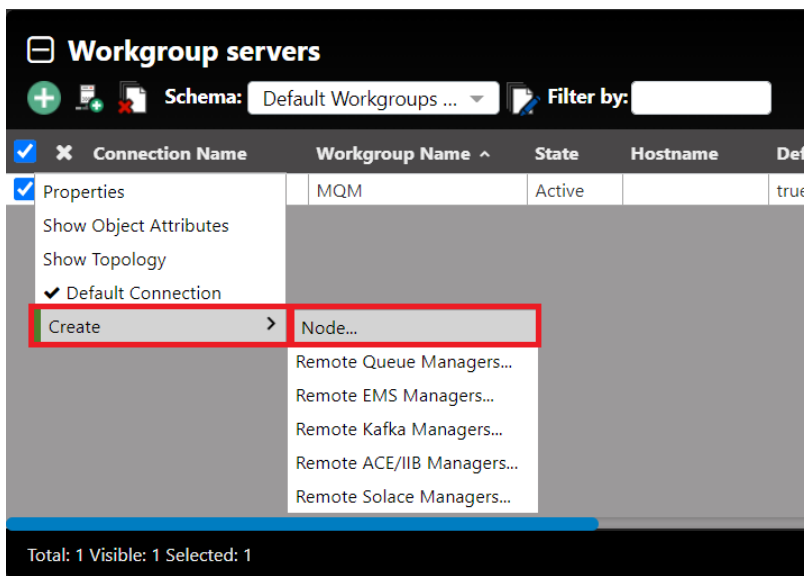 Workgroup servers
Schema: Default Workgroups ... Filter by:
Connection Name Workgroup Name State Hostname Def
MQM Active true
Properties
Show Object Attributes
Show Topology
Default Connection
Create Node...
Remote Queue Managers...
Remote EMS Managers...
Remote Kafka Managers...
Remote ACE/IIB Managers...
Remote Solace Managers...
Total: 1 Visible: 1 Selected: 1